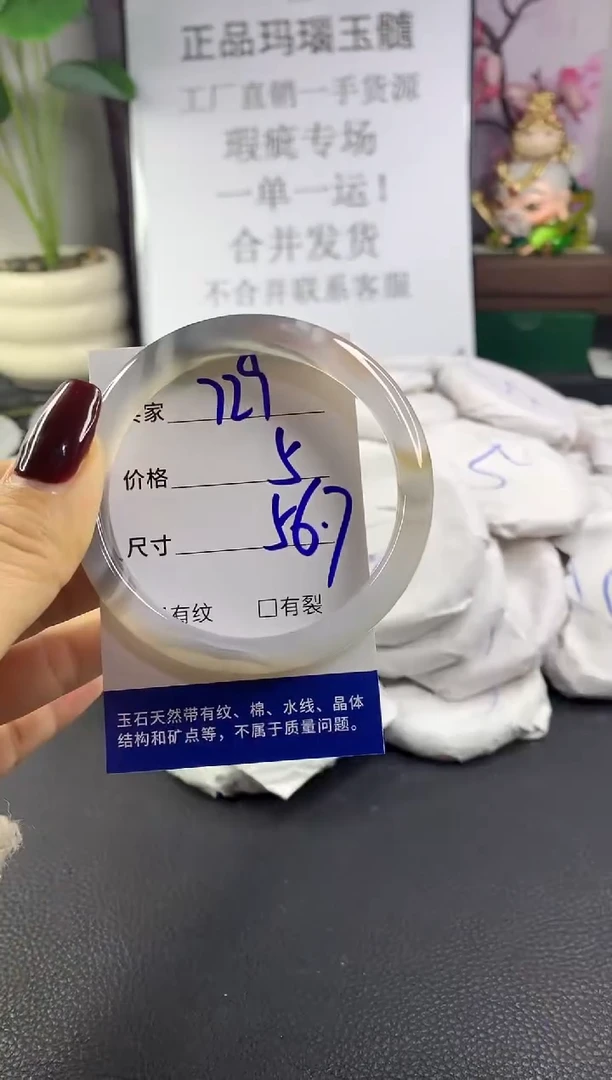 正品玛瑙玉髓
工厂直销一手货源
瑕疵专场
一单一运!
合并发货
不合并联系客服
家 729
价格 5
尺寸 56.7
有纹 □有裂
玉石天然带有纹、棉、水线、晶体
结构和矿点等，不属于质量问题。
5